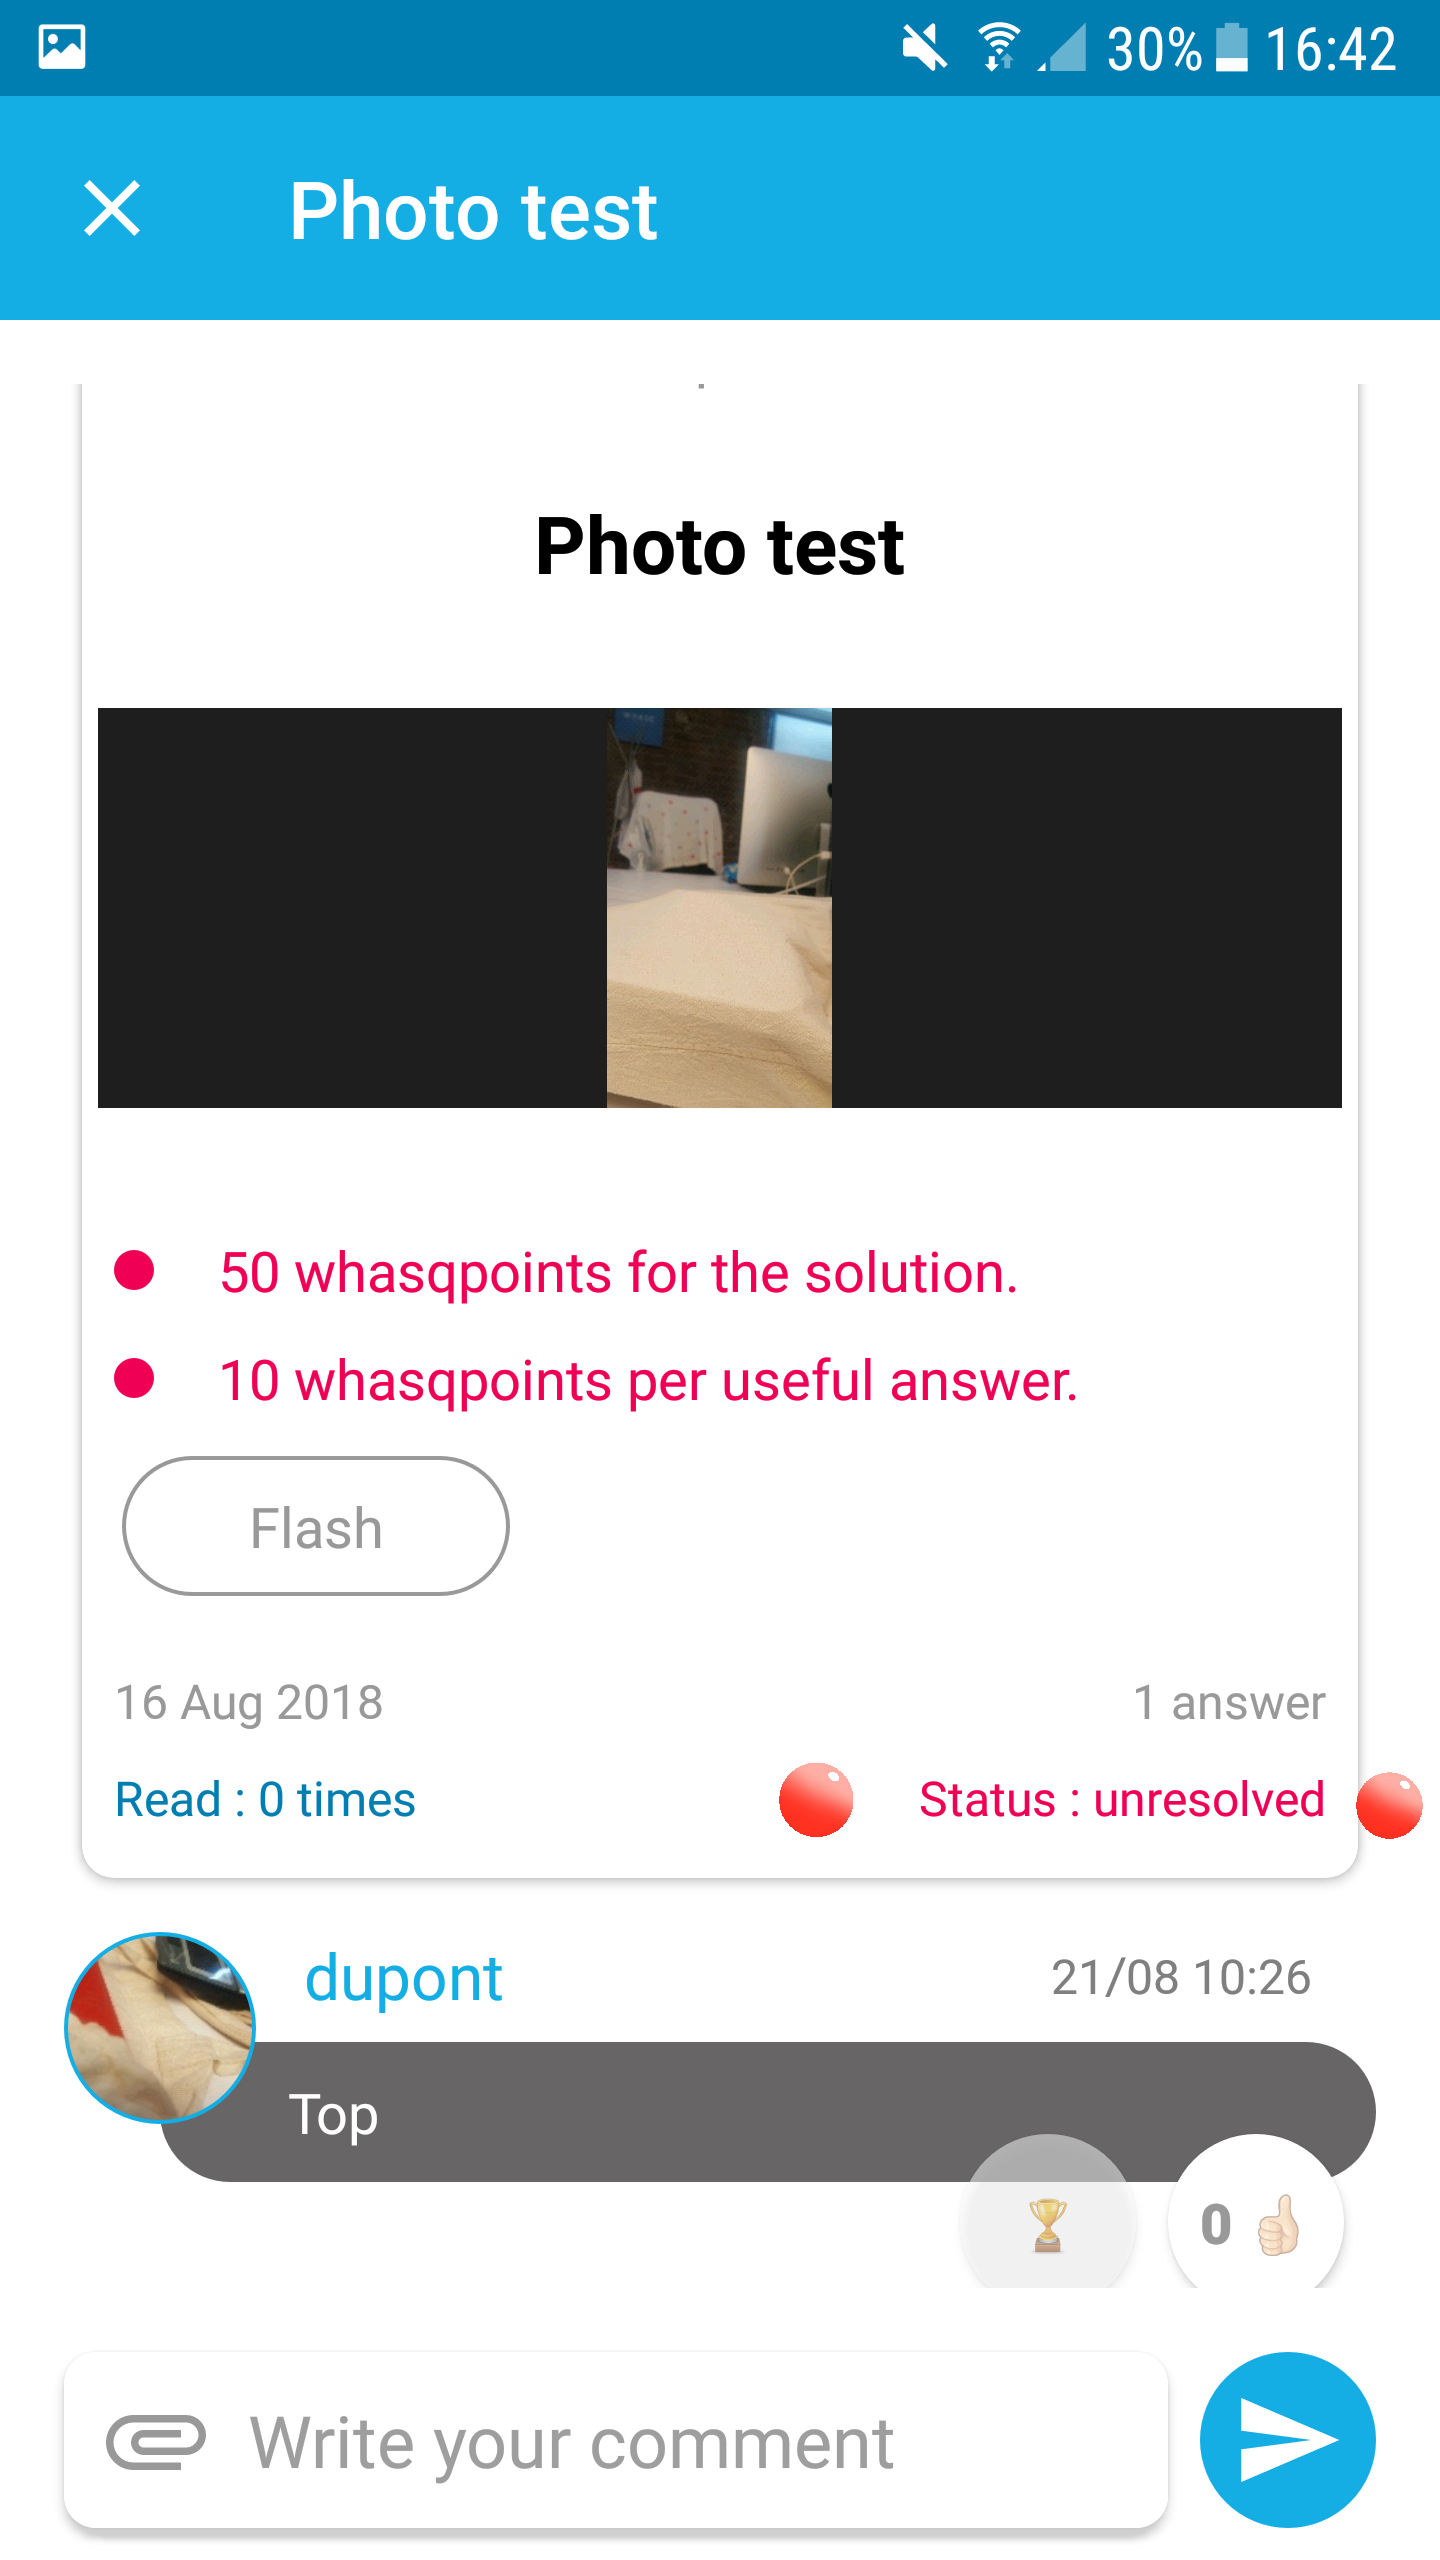 30% 16:42
Photo test
Photo test
50 whasqpoints for the solution.
10 whasqpoints per useful answer.
Flash
16 Aug 2018 1 answer
Read : 0 times Status : unresolved
dupont 21/08 10:26
Top
0
Write your comment